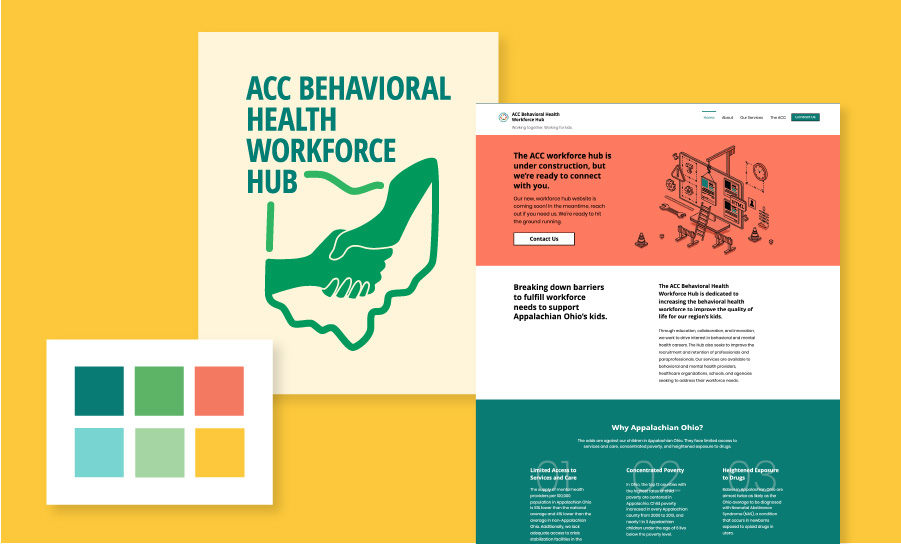 ACC BEHAVIORAL
HEALTH
WORKFORCE
HUB
ACC Behavioral Health
Workforce Hub
Working together. Working for kids.
Home About Our Services The ACC Contact Us
The ACC workforce hub is
under construction, but
we're ready to connect
with you.
Our new, workforce hub website is
coming soon! In the meantime, reach
out if you need us. We're ready to hit
the ground running.
Contact Us
Breaking down barriers
to fulfill workforce
needs to support
Appalachian Ohio's kids.
The ACC Behavioral Health
Workforce Hub is dedicated to
increasing the behavioral health
workforce to improve the quality of
life for our region's kids.
Through education, collaboration, and innovation,
we work to drive interest in behavioral and mental
health careers. The Hub also seeks to improve the
recruitment and retention of professionals and
paraprofessionals. Our services are available to
behavioral and mental health providers,
healthcare organizations, schools, and agencies
seeking to address their workforce needs.
Why Appalachian Ohio?
The odds are against our children in Appalachian Ohio. They have limited access to
services and care, concentrated poverty, and heightened exposure to drugs.
01
Limited Access to
Services and Care
The supply of mental health
providers per 100,000
population in Appalachian Ohio
is lower than the national
average and lower than the
average in non-Appalachian
Ohio. Additionally, we lack
adequate access to crisis
stabilization facilities in the
02
Concentrated Poverty
In Ohio, the top 12 counties with
the highest rates of child
poverty are centered in
Appalachia. Child poverty
increased in every Appalachian
county from 2009 to 2013, and
nearly 1 in 3 Appalachian
children under the age of 6 live
below the poverty level.
03
Heightened Exposure
to Drugs
Babies in Appalachian Ohio are
almost twice as likely as the
Ohio average to be diagnosed
with Neonatal Abstinence
Syndrome (NAS), a condition
that occurs in newborns
exposed to opioid drugs in
utero.